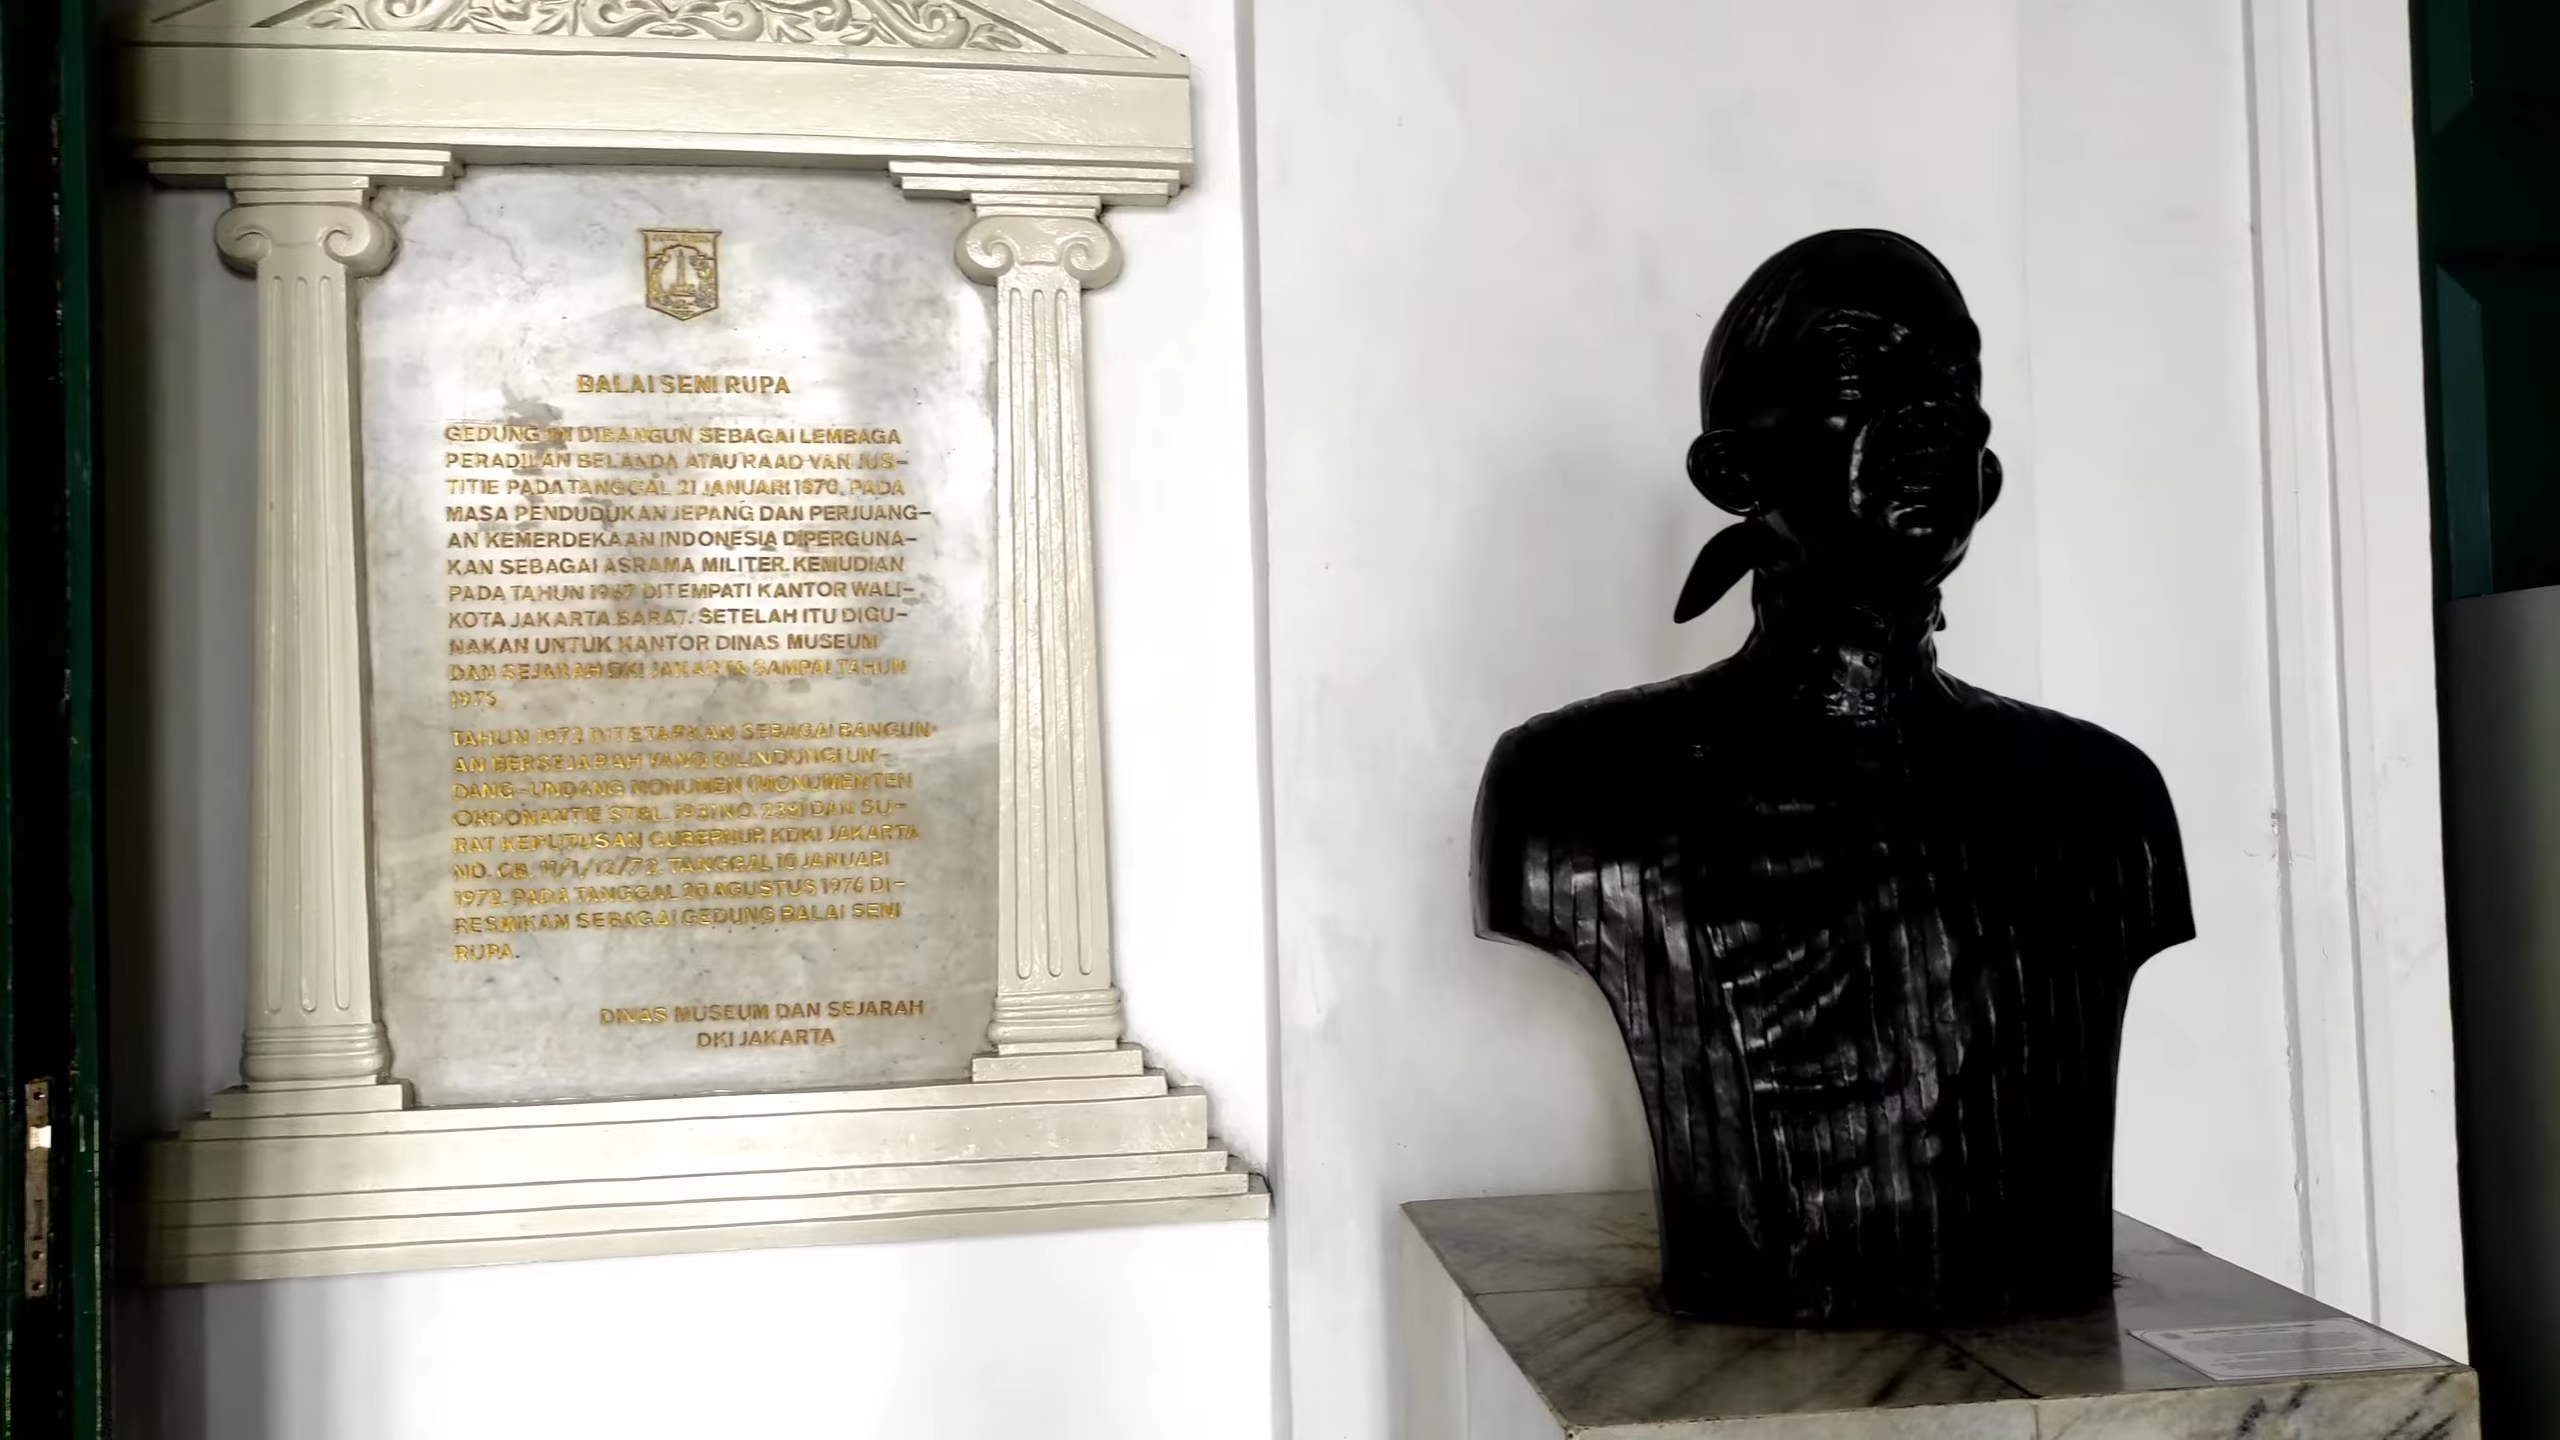 BALAI SENI RUPA
GEDUNG INI DIBANGUN SEBAGAI LEMBAGA
PERADILAN BELANDA ATAU RAAD VAN JUS-
TITIE PADA TANGGAL 21 JANUARI 1870. PADA
MASA PENDUDUKAN JEPANG DAN PERJUANG-
AN KEMERDEKAAN INDONESIA DIPERGUNA-
KAN SEBAGAI ASRAMA MILITER. KEMUDIAN
PADA TAHUN 1967 DITEMPATI KANTOR WALI-
KOTA JAKARTA BARAT. SETELAH ITU DIGU-
NAKAN UNTUK KANTOR DINAS MUSEUM
DAN SEJARAH DKI JAKARTA SAMPAI TAHUN
1975
TAHUN 1972 DITETAPKAN SEBAGAI BANGUN-
AN BERSEJARAH YANG DILINDUNGI UN-
DANG-UNDANG MONUMEN (MONUMENTEN
ORDONANTIE STBL. 1931 NO. 238) DAN SU-
RAT KEPUTUSAN GUBERNUR KDKI JAKARTA
NO. CB. 11/1/12/72. TANGGAL 10 JANUARI
1972. PADA TANGGAL 20 AGUSTUS 1976 DI-
RESMIKAN SEBAGAI GEDUNG BALAI SENI
RUPA.
DINAS MUSEUM DAN SEJARAH
DKI JAKARTA